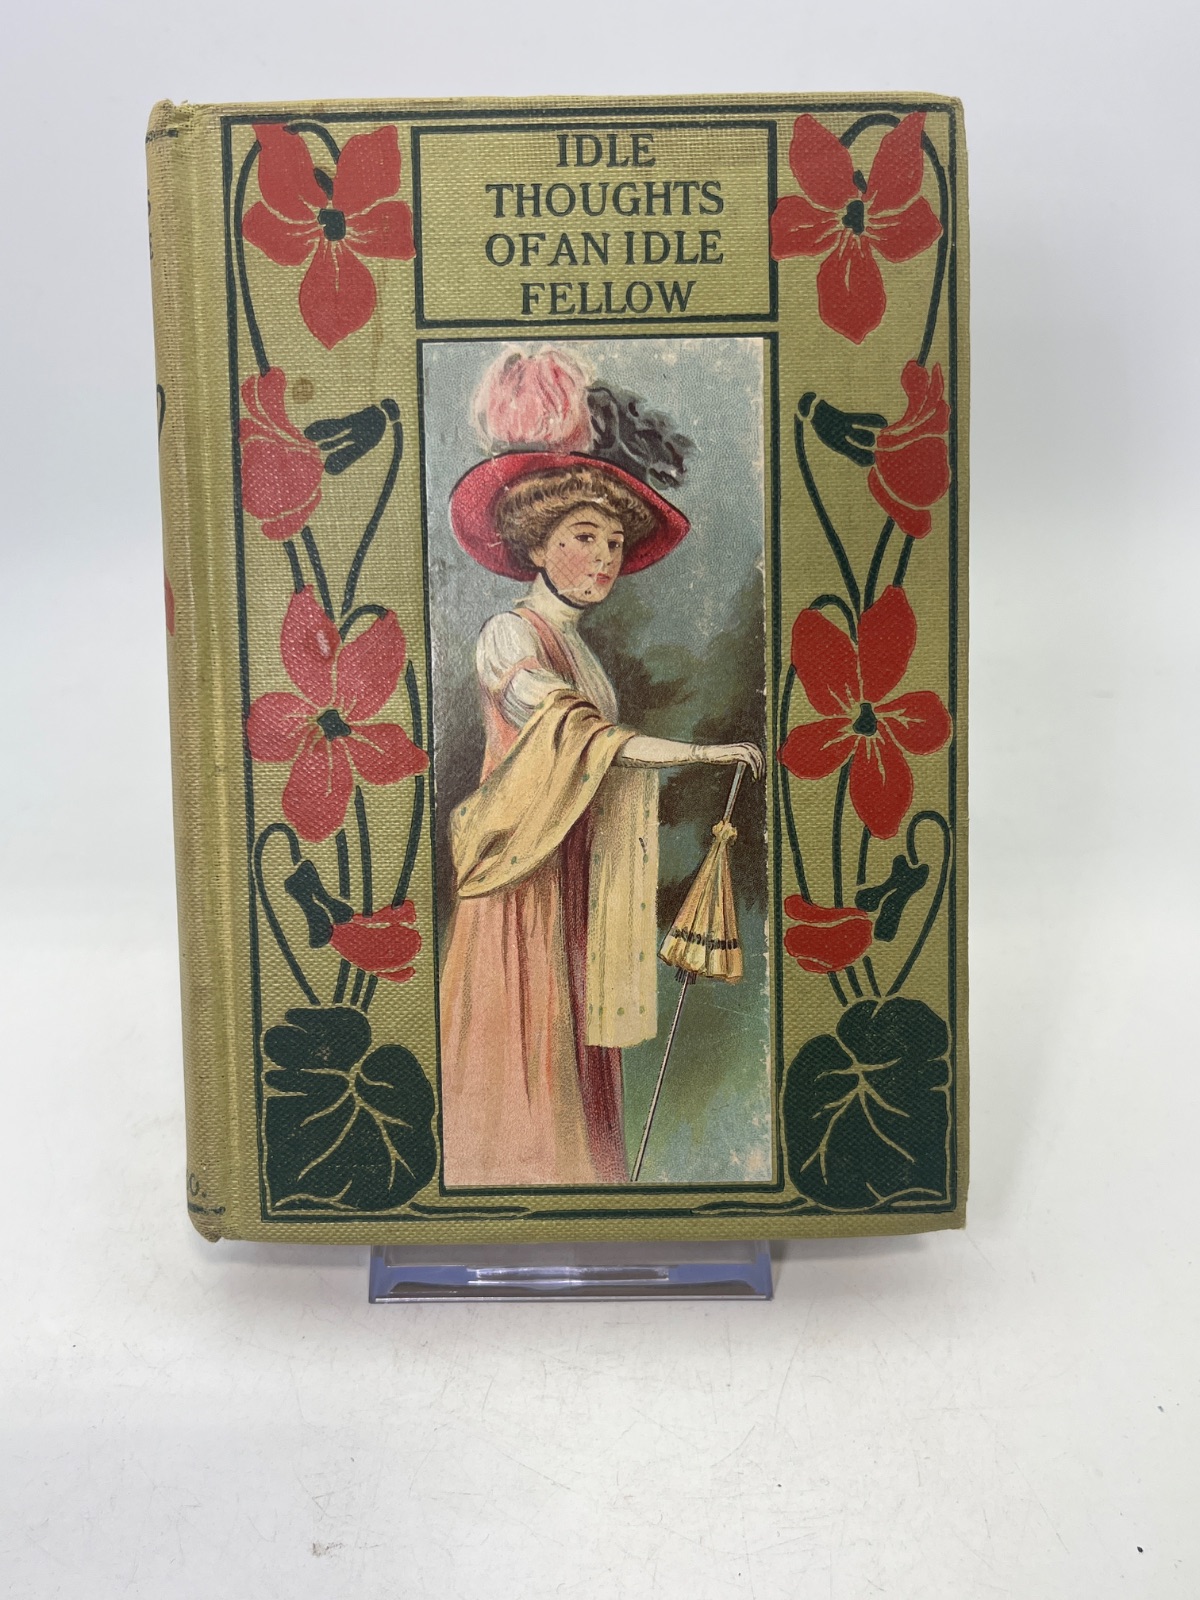 IDLE
THOUGHTS
OF AN IDLE
FELLOW